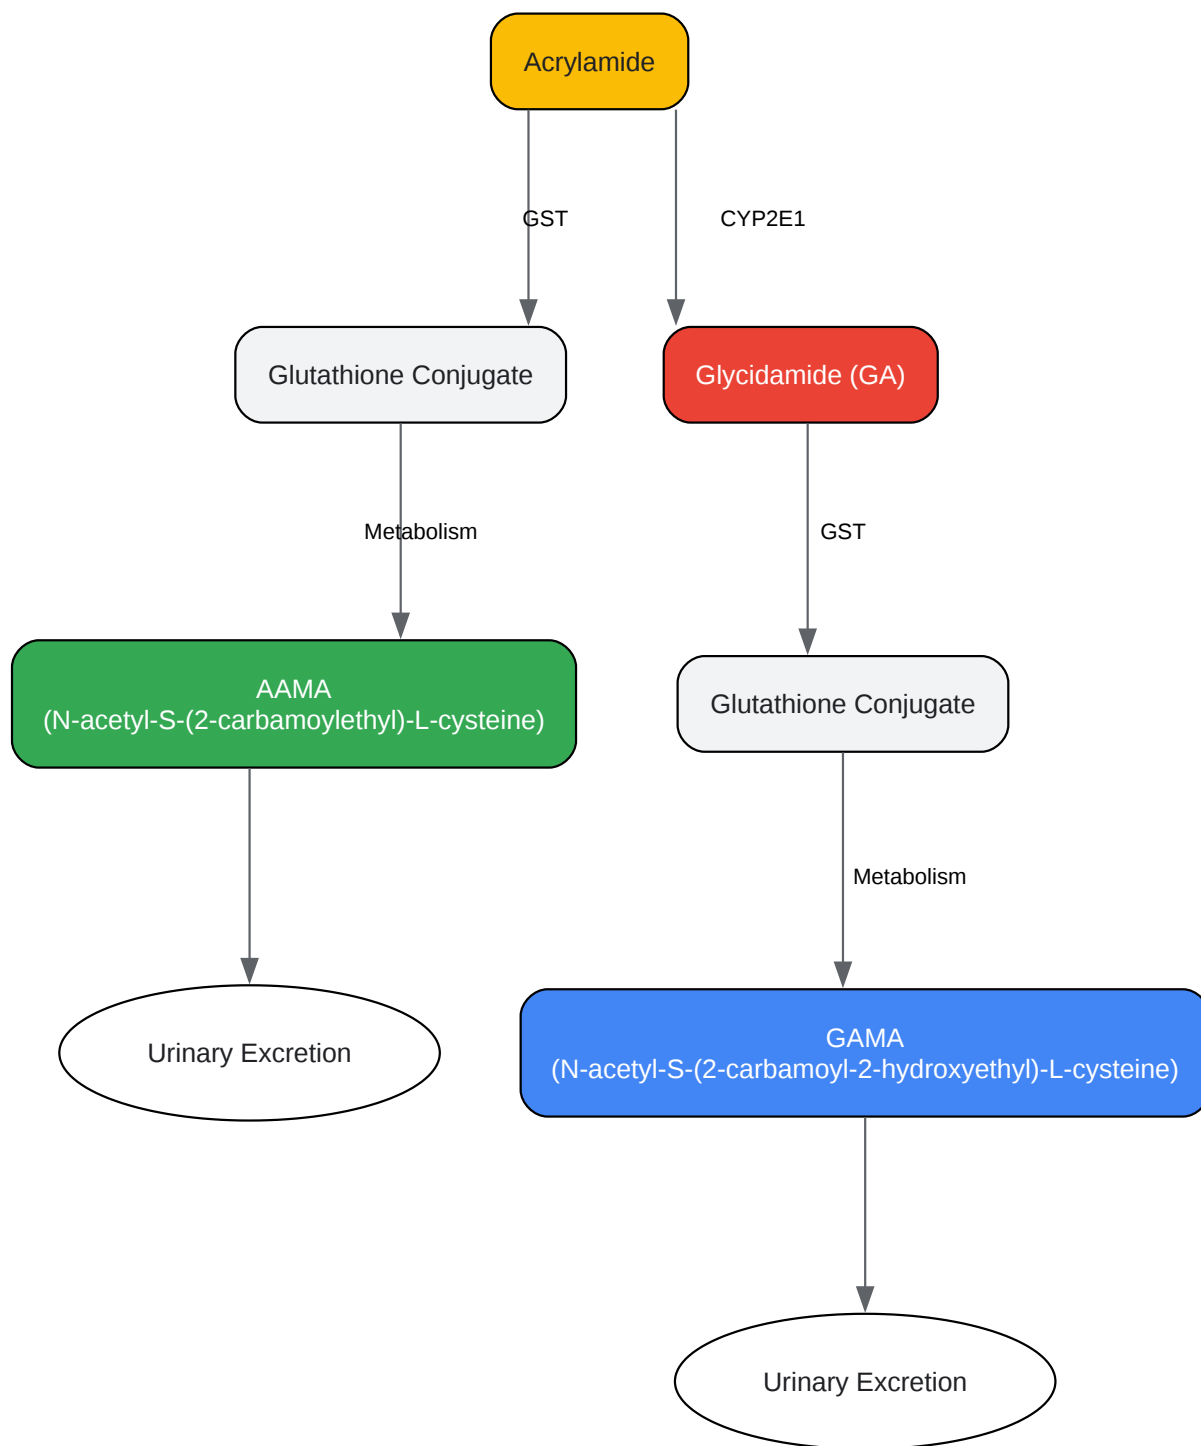 Acrylamide
GST
CYP2E1
Glutathione Conjugate
Glycidamide (GA)
Metabolism
GST
AAMA
(N-acetyl-S-(2-carbamoylethyl)-L-cysteine)
Glutathione Conjugate
Metabolism
Urinary Excretion
GAMA
(N-acetyl-S-(2-carbamoyl-2-hydroxyethyl)-L-cysteine)
Urinary Excretion